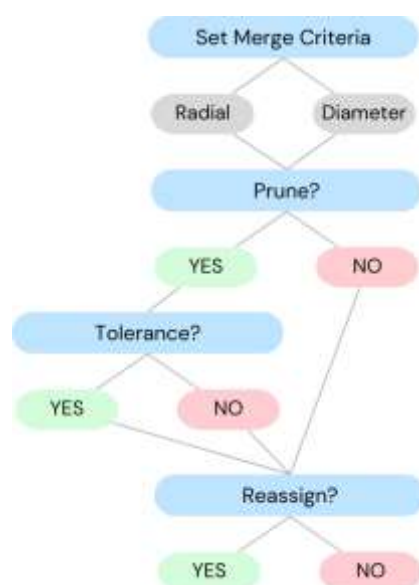 Set Merge Criteria
Radial Diameter
Prune?
YES NO
Tolerance?
YES NO
Reassign?
YES NO